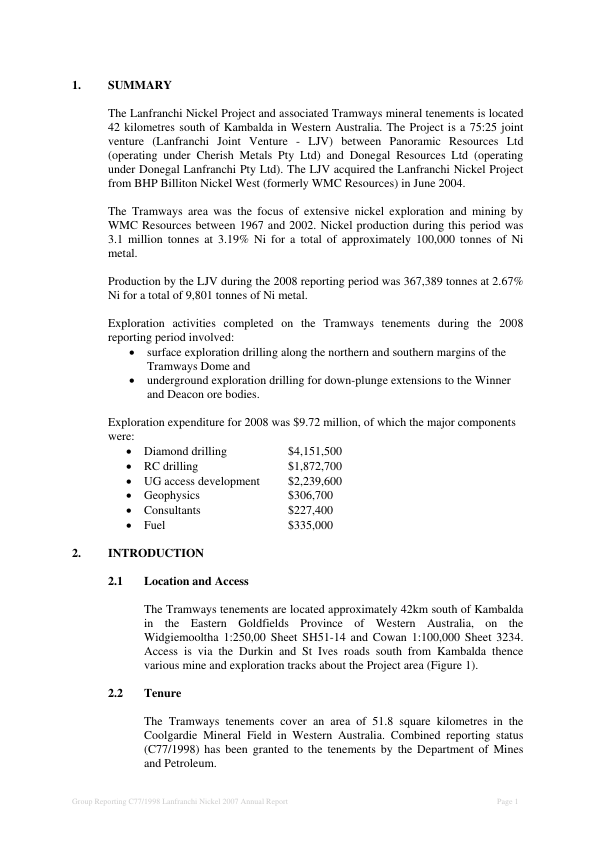 1. SUMMARY
The Lanfranchi Nickel Project and associated Tramways mineral tenements is located
42 kilometres south of Kambalda in Western Australia. The Project is a 75:25 joint
venture (Lanfranchi Joint Venture - LJV) between Panoramic Resources Ltd
(operating under Cherish Metals Pty Ltd) and Donegal Resources Ltd (operating
under Donegal Lanfranchi Pty Ltd). The LJV acquired the Lanfranchi Nickel Project
from BHP Billiton Nickel West (formerly WMC Resources) in June 2004.
The Tramways area was the focus of extensive nickel exploration and mining by
WMC Resources between 1967 and 2002. Nickel production during this period was
3.1 million tonnes at 3.19% Ni for a total of approximately 100,000 tonnes of Ni
metal.
Production by the LJV during the 2008 reporting period was 367,389 tonnes at 2.67%
Ni for a total of 9,801 tonnes of Ni metal.
Exploration activities completed on the Tramways tenements during the 2008
reporting period involved:
• surface exploration drilling along the northern and southern margins of the
Tramways Dome and
• underground exploration drilling for down-plunge extensions to the Winner
and Deacon ore bodies.
Exploration expenditure for 2008 was $9.72 million, of which the major components
were:
• Diamond drilling $4,151,500
• RC drilling $1,872,700
• UG access development $2,239,600
• Geophysics $306,700
• Consultants $227,400
• Fuel $335,000
2. INTRODUCTION
2.1 Location and Access
The Tramways tenements are located approximately 42km south of Kambalda
in the Eastern Goldfields Province of Western Australia, on the
Widgiemooltha 1:250,00 Sheet SH51-14 and Cowan 1:100,000 Sheet 3234.
Access is via the Durkin and St Ives roads south from Kambalda thence
various mine and exploration tracks about the Project area (Figure 1).
2.2 Tenure
The Tramways tenements cover an area of 51.8 square kilometres in the
Coolgardie Mineral Field in Western Australia. Combined reporting status
(C77/1998) has been granted to the tenements by the Department of Mines
and Petroleum.
Group Reporting C77/1998 Lanfranchi Nickel 2007 Annual Report Page 1